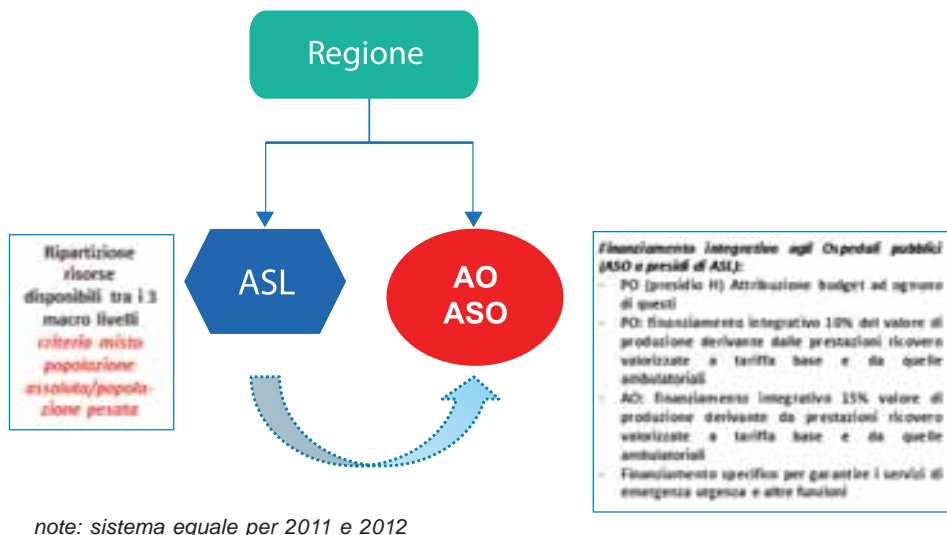 Regione
ASL
AO
ASO
Ripartizione
risorse
disponibili tra i 3
macro livelli
criterio misto
popolazione
assoluta/popola-
zione pesata
Finanziamento integrativo agli Ospedali pubblici
(ASO e presidi di ASL):
- PO (presidio H) Attribuzione budget ad ognuno
di questi
- PO: finanziamento integrativo 10% del valore di
produzione derivante dalle prestazioni ricovero
valorizzate a tariffa base e da quelle
ambulatoriali
- AO: finanziamento integrativo 15% valore di
produzione derivante da prestazioni ricovero
valorizzate a tariffa base e da quelle
ambulatoriali
- Finanziamento specifico per garantire i servizi di
emergenza urgenza e altre funzioni
note: sistema eguale per 2011 e 2012